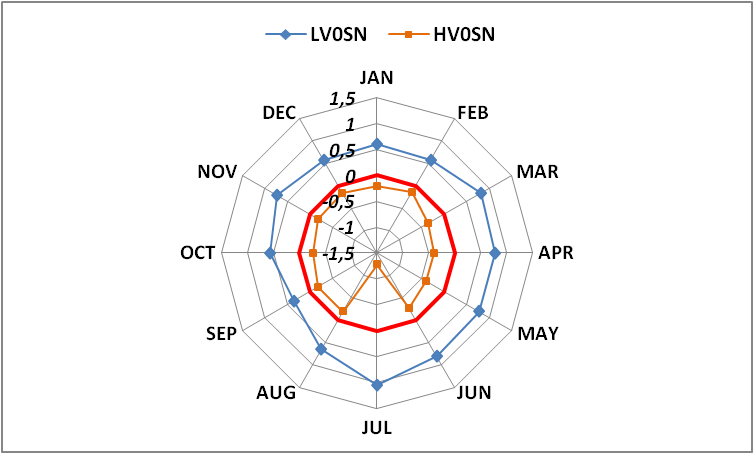 LV0SN HV0SN
JAN
FEB
MAR
APR
MAY
JUN
JUL
AUG
SEP
OCT
NOV
DEC
1,5
1
0,5
0
-0,5
-1
-1,5